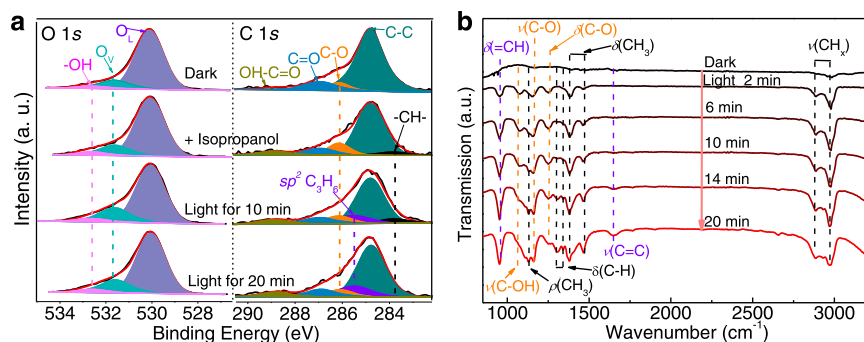 a
O 1s
C 1s
O_L
O_V
-OH
Dark
+ Isopropanol
Light for 10 min
Light for 20 min
C-C
C-O
C=O
OH-C=O
-CH-
sp² C₃H₆
Intensity (a. u.)
534 532 530 528
290 288 286 284
Binding Energy (eV)
b
ν(C-O)
δ(C-O)
δ(=CH)
δ(CH₃)
ν(CHₓ)
Dark
Light 2 min
6 min
10 min
14 min
20 min
ν(C=C)
δ(C-H)
ν(C-OH)
ρ(CH₃)
Transmission (a.u.)
1000 1500 2000 2500 3000
Wavenumber (cm⁻¹)